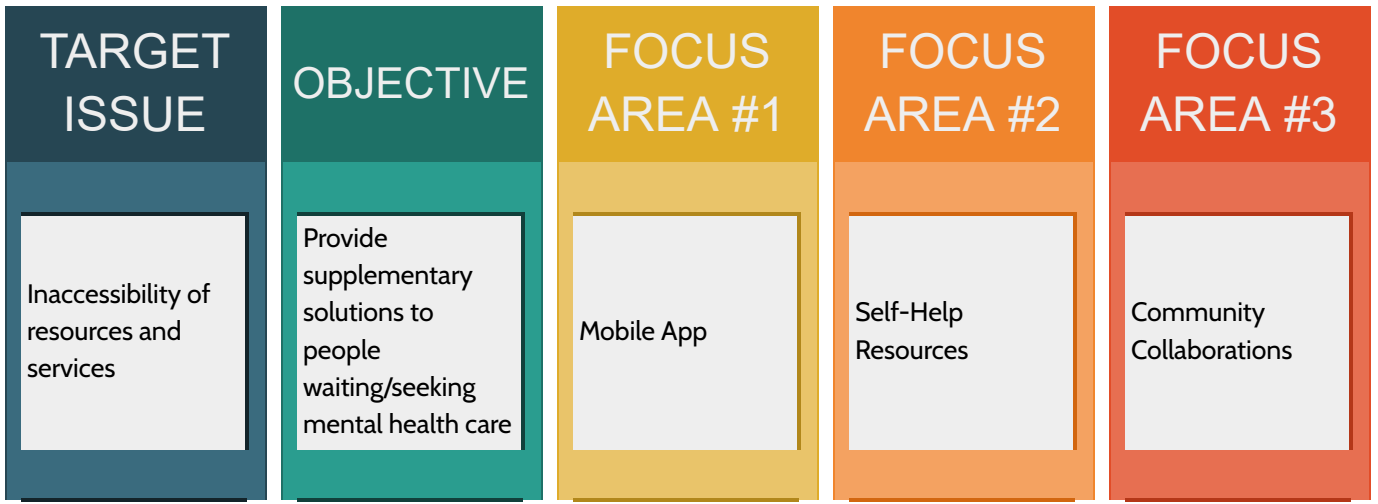 TARGET
ISSUE
OBJECTIVE
FOCUS
AREA #1
FOCUS
AREA #2
FOCUS
AREA #3
Inaccessibility of
resources and
services
Provide
supplementary
solutions to
people
waiting/seeking
mental health care
Mobile App
Self-Help
Resources
Community
Collaborations